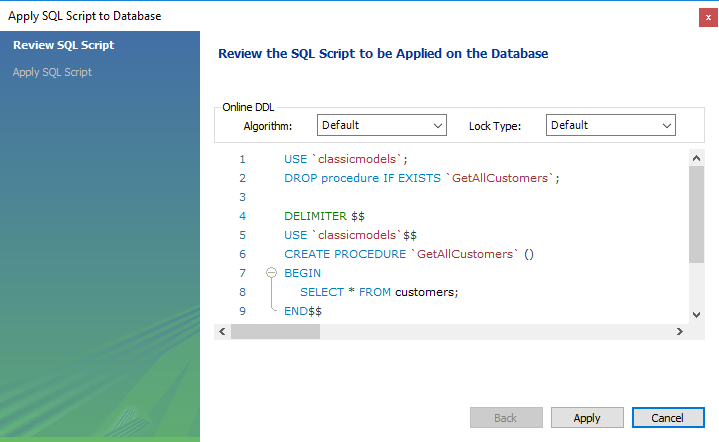 Apply SQL Script to Database
x
Review SQL Script
Apply SQL Script
Review the SQL Script to be Applied on the Database
Online DDL
Algorithm: Default Lock Type: Default
1 USE `classicmodels`;
2 DROP procedure IF EXISTS `GetAllCustomers`;
3
4 DELIMITER $$
5 USE `classicmodels`$$
6 CREATE PROCEDURE `GetAllCustomers` ()
7 BEGIN
8 SELECT * FROM customers;
9 END$$
Back Apply Cancel